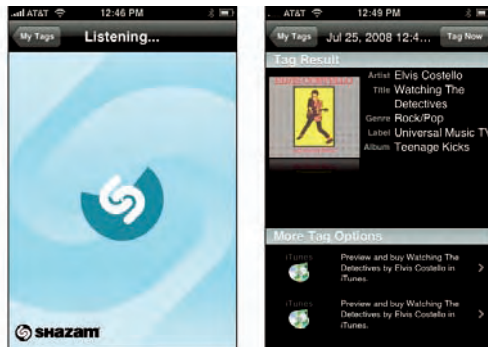 AT&T 12:46 PM
My Tags Listening...
SHAZAM
AT&T 12:49 PM
My Tags Jul 25, 2008 12:4... Tag Now
Tag Result
Artist Elvis Costello
Title Watching The
Detectives
Genre Rock/Pop
Label Universal Music TV
Album Teenage Kicks
More Tag Options
iTunes
Preview and buy Watching The
Detectives by Elvis Costello in
iTunes.
iTunes
Preview and buy Watching The
Detectives by Elvis Costello in
iTunes.